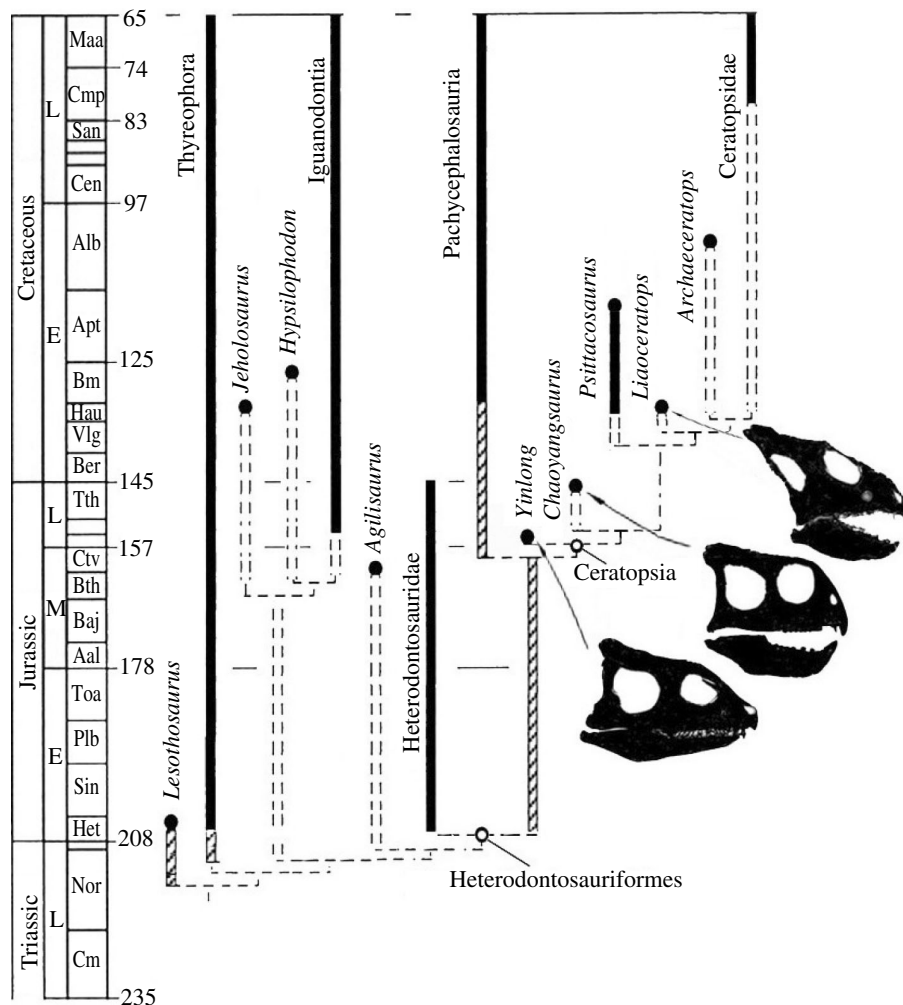 Cretaceous
Jurassic
Triassic
L
E
L
M
E
L
Maa
Cmp
San
Cen
Alb
Apt
Bm
Hau
Vlg
Ber
Tth
Ctv
Bth
Baj
Aal
Toa
Plb
Sin
Het
Nor
Cm
65
74
83
97
125
145
157
178
208
235
Lesothosaurus
Thyreophora
Jeholosaurus
Hypsilophodon
Iguanodontia
Agilisaurus
Heterodontosauridae
Pachycephalosauria
Yinlong
Chaoyangsaurus
Psittacosaurus
Liaoceratops
Archaeceratops
Ceratopsidae
Ceratopsia
Heterodontosauriformes